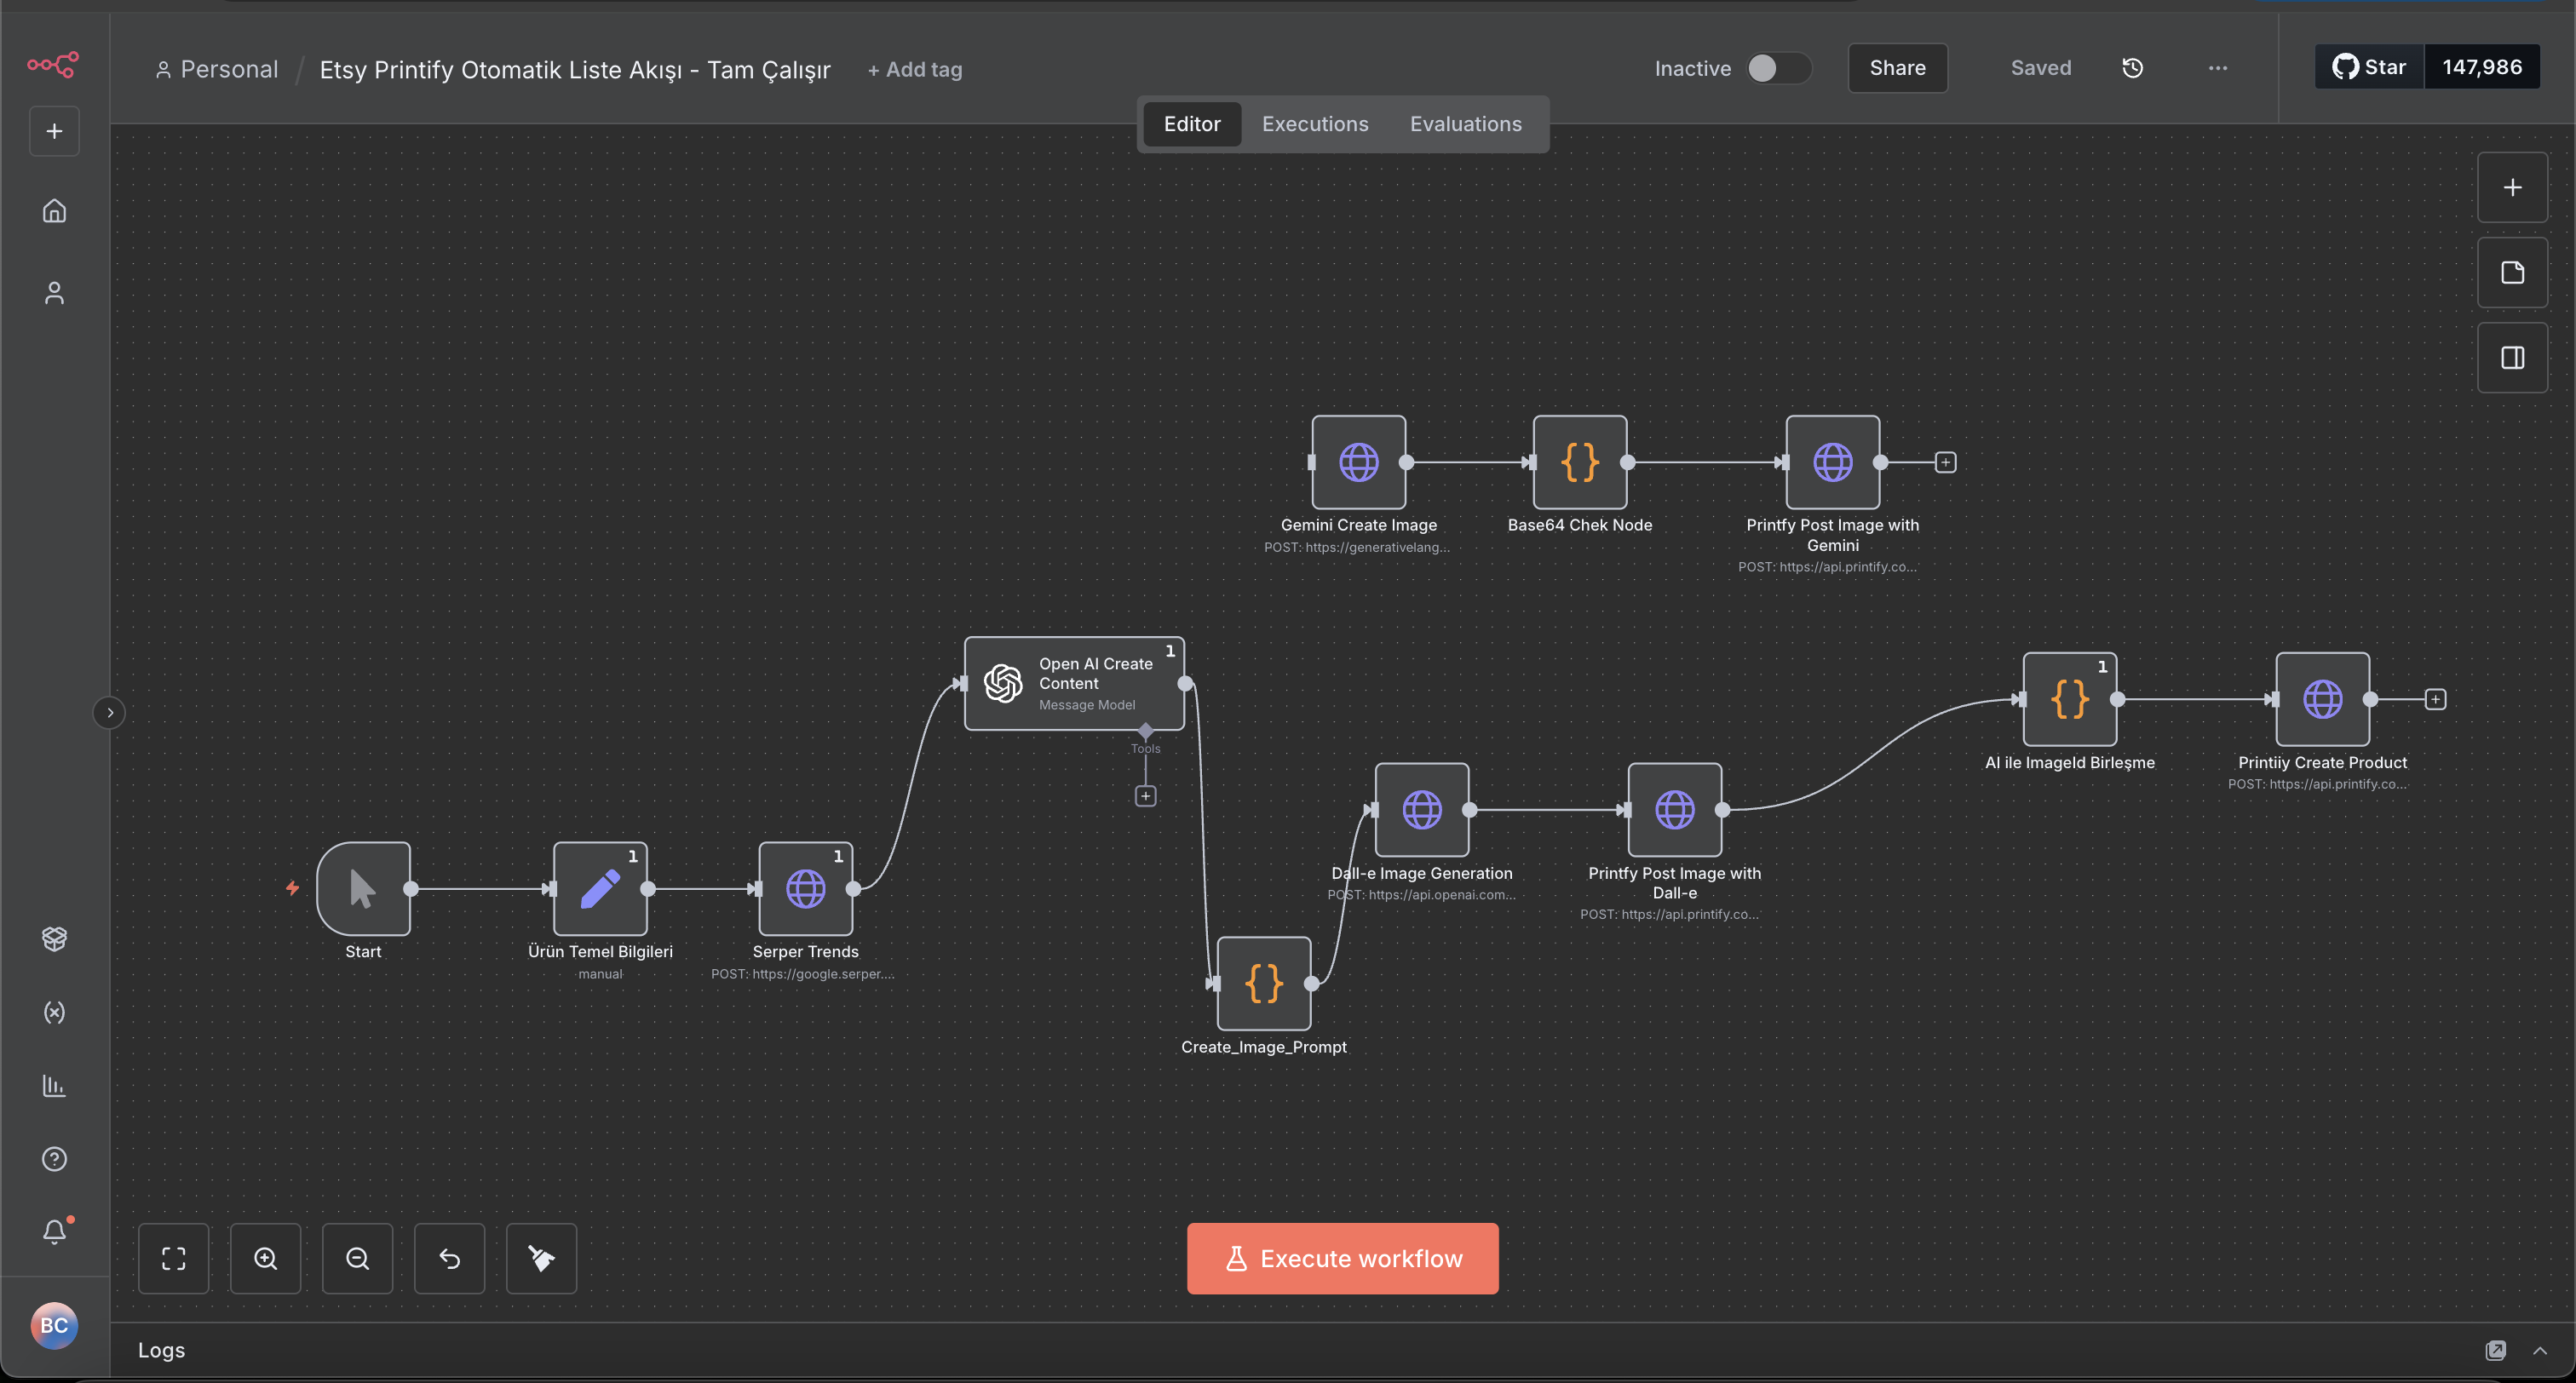 Personal / Etsy Printify Otomatik Liste Akışı - Tam Çalışır + Add tag
Inactive Share Saved ... Star 147,986
Editor Executions Evaluations
Gemini Create Image
POST: https://generativelang...
Base64 Chek Node
Printfy Post Image with
Gemini
POST: https://api.printify.co...
Open AI Create
Content
Message Model
1
Tools
1
AI ile ImageId Birleşme
Printiiy Create Product
POST: https://api.printify.co...
Dall-e Image Generation
POST: https://api.openai.com...
Printfy Post Image with
Dall-e
POST: https://api.printify.co...
Start
1
Ürün Temel Bilgileri
manual
1
Serper Trends
POST: https://google.serper....
Create_Image_Prompt
Execute workflow
BC
Logs